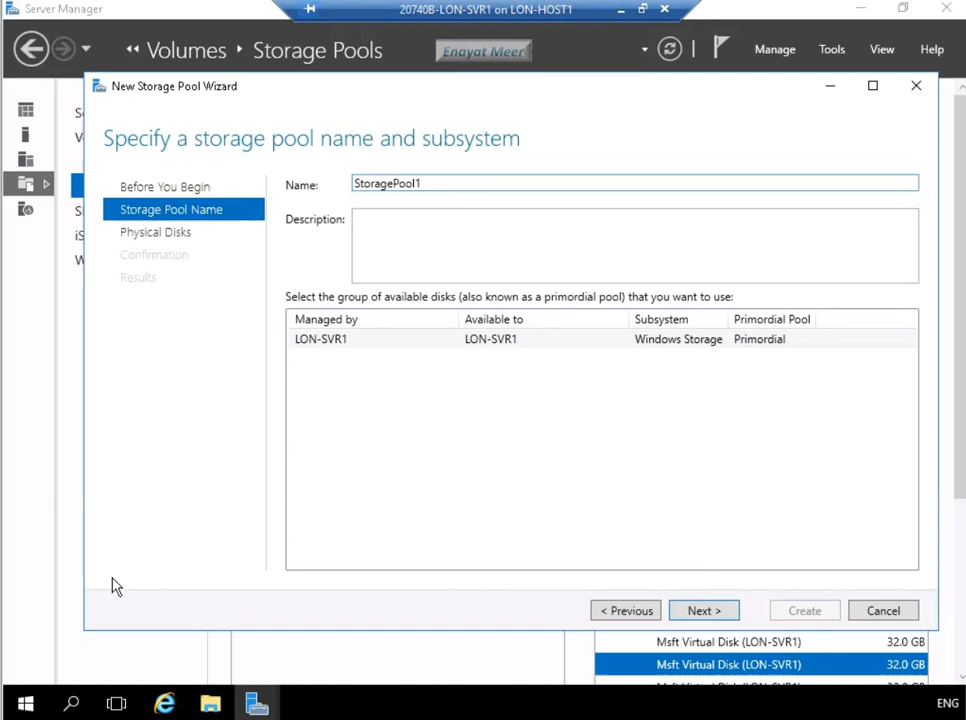 Server Manager
20740B-LON-SVR1 on LON-HOST1
Volumes
Storage Pools
Enayat Meer
Manage
Tools
View
Help
New Storage Pool Wizard
Specify a storage pool name and subsystem
Before You Begin
Storage Pool Name
Physical Disks
Confirmation
Results
Name:
StoragePool1
Description:
Select the group of available disks (also known as a primordial pool) that you want to use:
Managed by Available to Subsystem Primordial Pool
LON-SVR1 LON-SVR1 Windows Storage Primordial
< Previous Next > Create Cancel
Msft Virtual Disk (LON-SVR1) 32.0 GB
Msft Virtual Disk (LON-SVR1) 32.0 GB
ENG